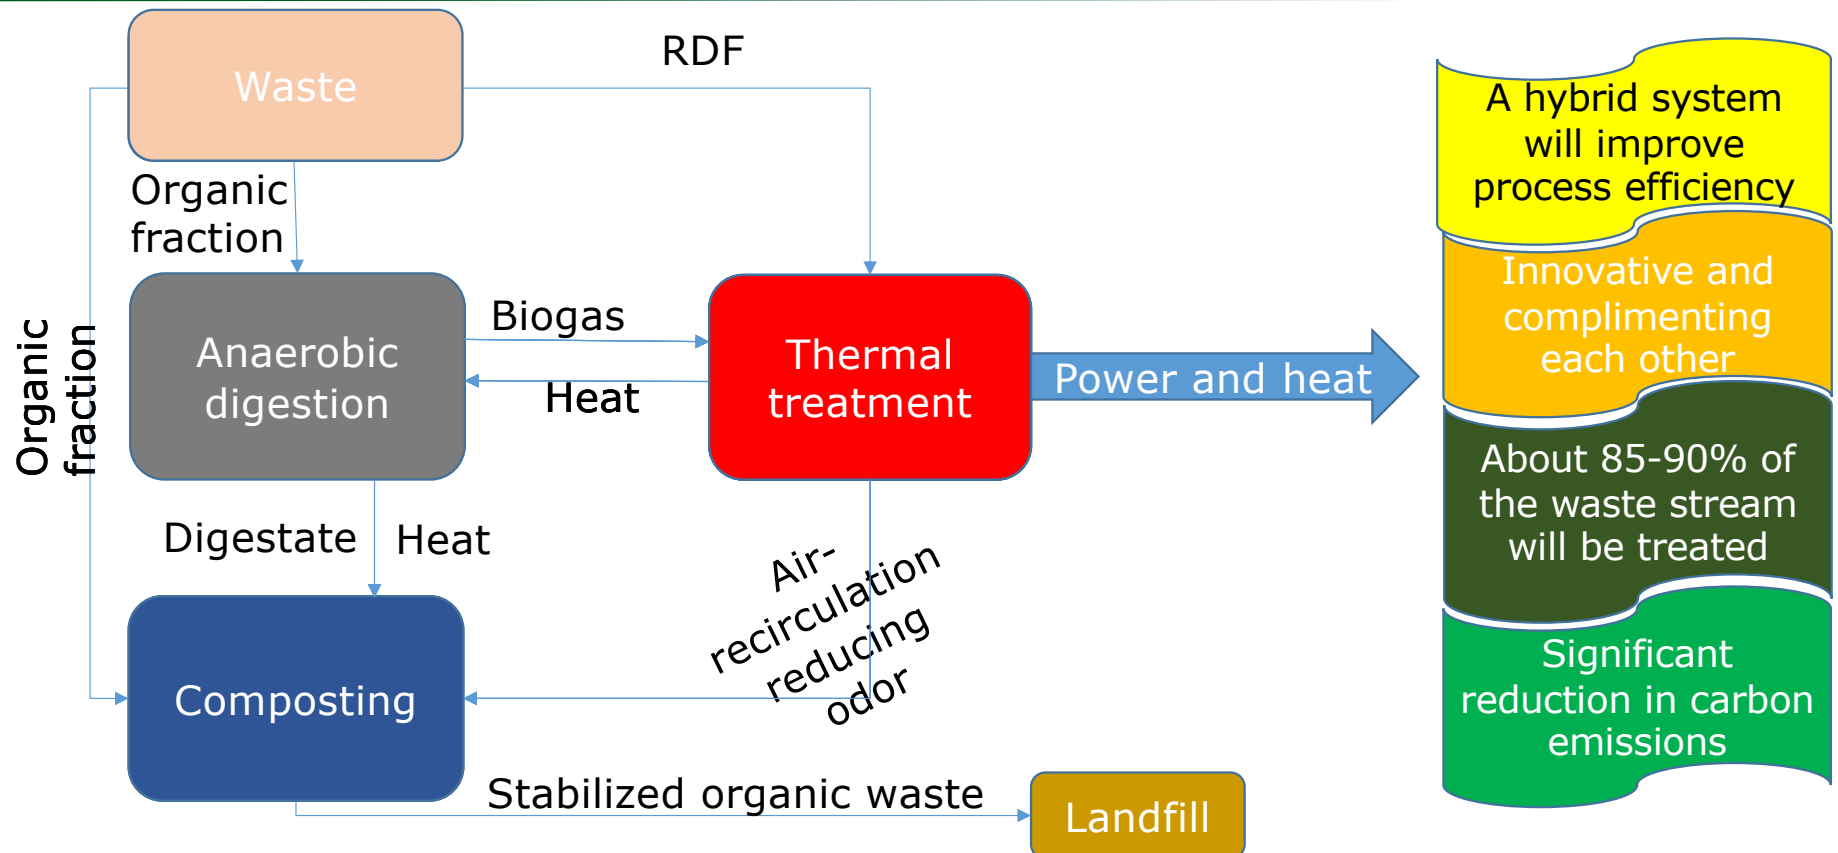 Waste
RDF
Organic
fraction
Organic
fraction
Anaerobic
digestion
Biogas
Heat
Thermal
treatment
Power and heat
Digestate
Heat
Air-
recirculation
reducing
odor
Composting
Stabilized organic waste
Landfill
A hybrid system
will improve
process efficiency
Innovative and
complimenting
each other
About 85-90% of
the waste stream
will be treated
Significant
reduction in carbon
emissions